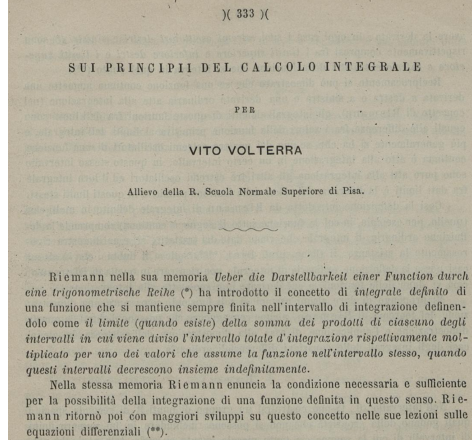 )( 333 )(
SUI PRINCIPII DEL CALCOLO INTEGRALE
PER
VITO VOLTERRA
Allievo della R. Scuola Normale Superiore di Pisa.
Riemann nella sua memoria Ueber die Darstellbarkeit einer Function durch
eine trigonometrische Reihe (*) ha introdotto il concetto di integrale definito di
una funzione che si mantiene sempre finita nell'intervallo di integrazione definen-
dolo come il limite (quando esiste) della somma dei prodotti di ciascuno degli
intervalli in cui viene diviso l'intervallo totale d'integrazione rispettivamente mol-
tiplicato per uno dei valori che assume la funzione nell'intervallo stesso, quando
questi intervalli decrescono insieme indefinitamente.
Nella stessa memoria Riemann enuncia la condizione necessaria e sufficiente
per la possibilità della integrazione di una funzione definita in questo senso. Rie-
mann ritornò poi con maggiori sviluppi su questo concetto nelle sue lezioni sulle
equazioni differenziali (**).